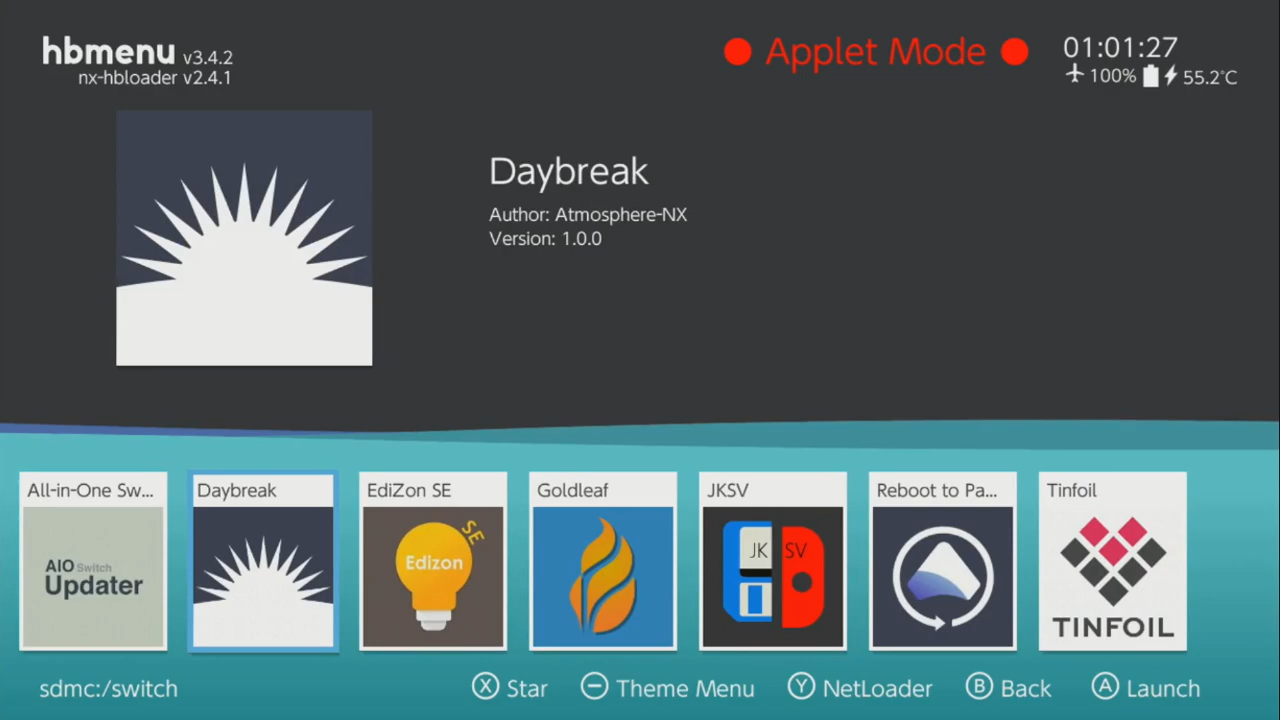 hbmenu v3.4.2
nx-hbloader v2.4.1
Applet Mode
01:01:27
100% 55.2°C
Daybreak
Author: Atmosphere-NX
Version: 1.0.0
All-in-One Sw...
Daybreak
EdiZon SE
Goldleaf
JKSV
Reboot to Pa...
Tinfoil
AIO Switch
Updater
Edizon
SE
JK SV
TINFOIL
sdmc:/switch
X Star
Theme Menu
Y NetLoader
B Back
A Launch